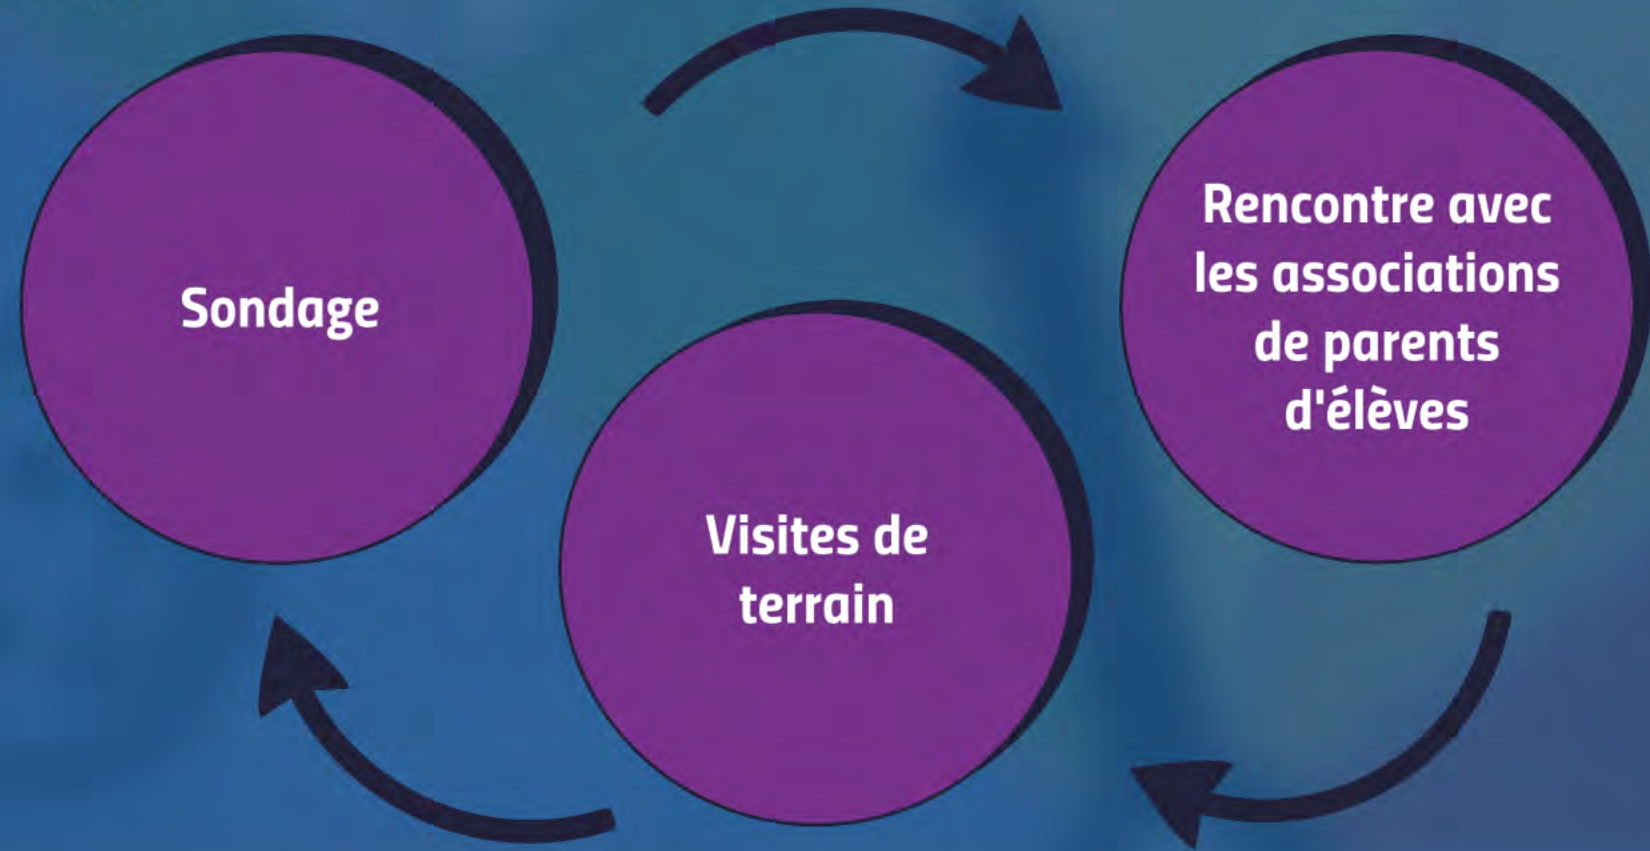 Sondage
Rencontre avec
les associations
de parents
d'élèves
Visites de
terrain